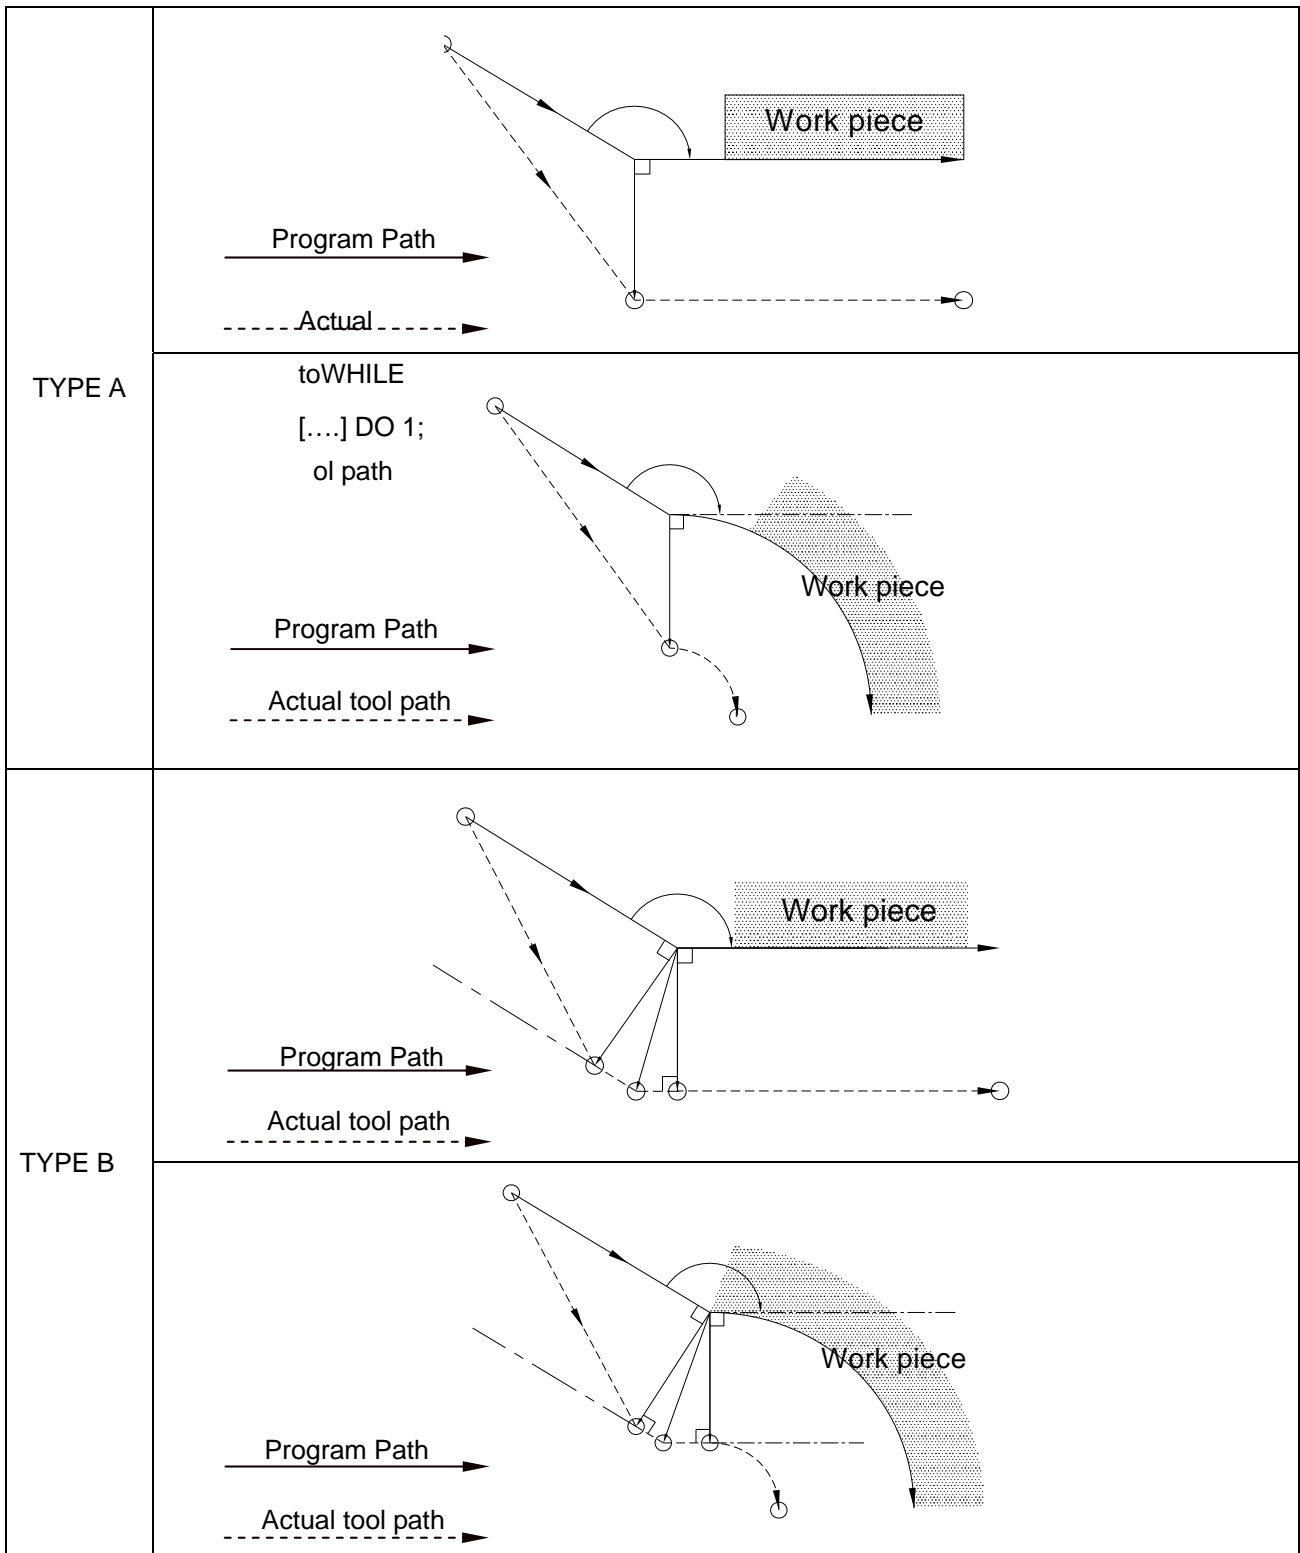 TYPE A
Work piece
Program Path
Actual
toWHILE
[….] DO 1;
ol path
Work piece
Program Path
Actual tool path
TYPE B
Work piece
Program Path
Actual tool path
Work piece
Program Path
Actual tool path